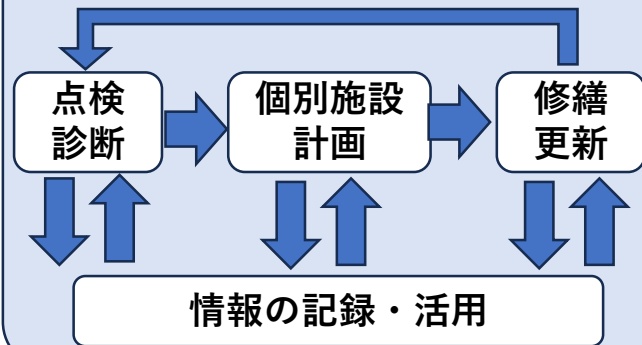 点検
診断
個別施設
計画
修繕
更新
情報の記録・活用